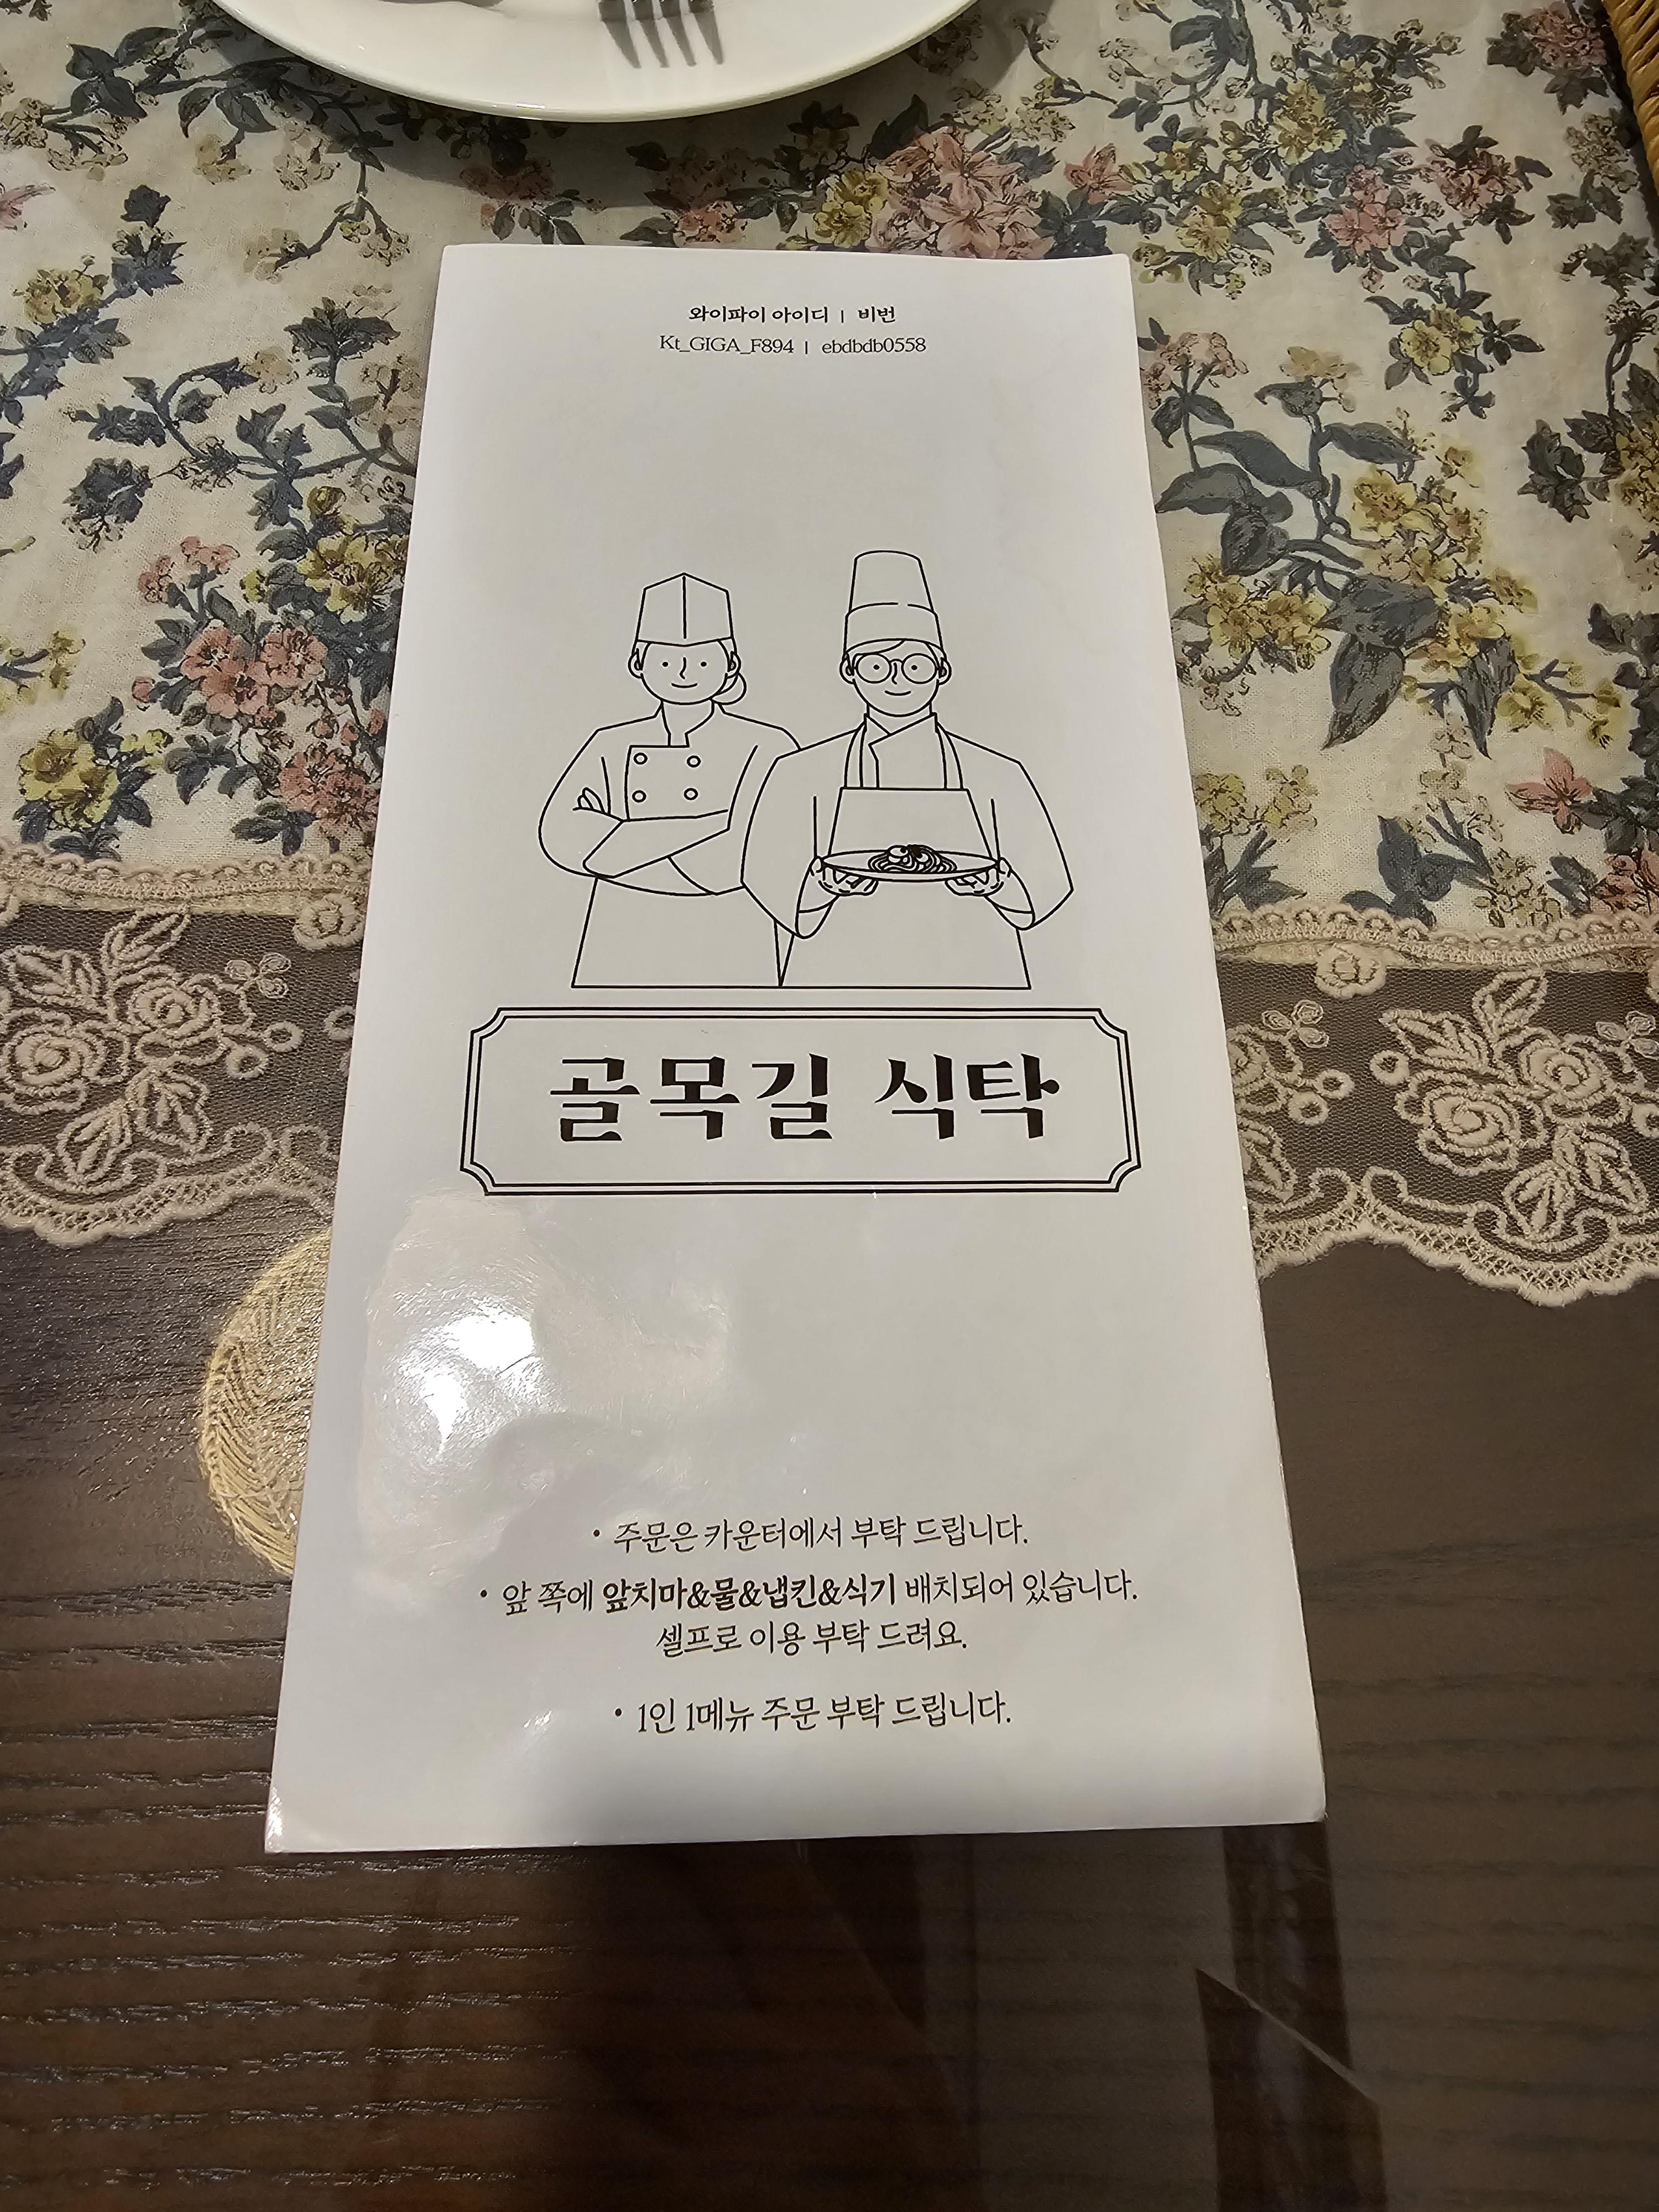 와이파이 아이디 | 비번
Kt_GIGA_F894 | ebdbdb0558
골목길 식탁
• 주문은 카운터에서 부탁 드립니다.
• 앞 쪽에 앞치마&물&냅킨&식기 배치되어 있습니다.
셀프로 이용 부탁 드려요.
• 1인 1메뉴 주문 부탁 드립니다.